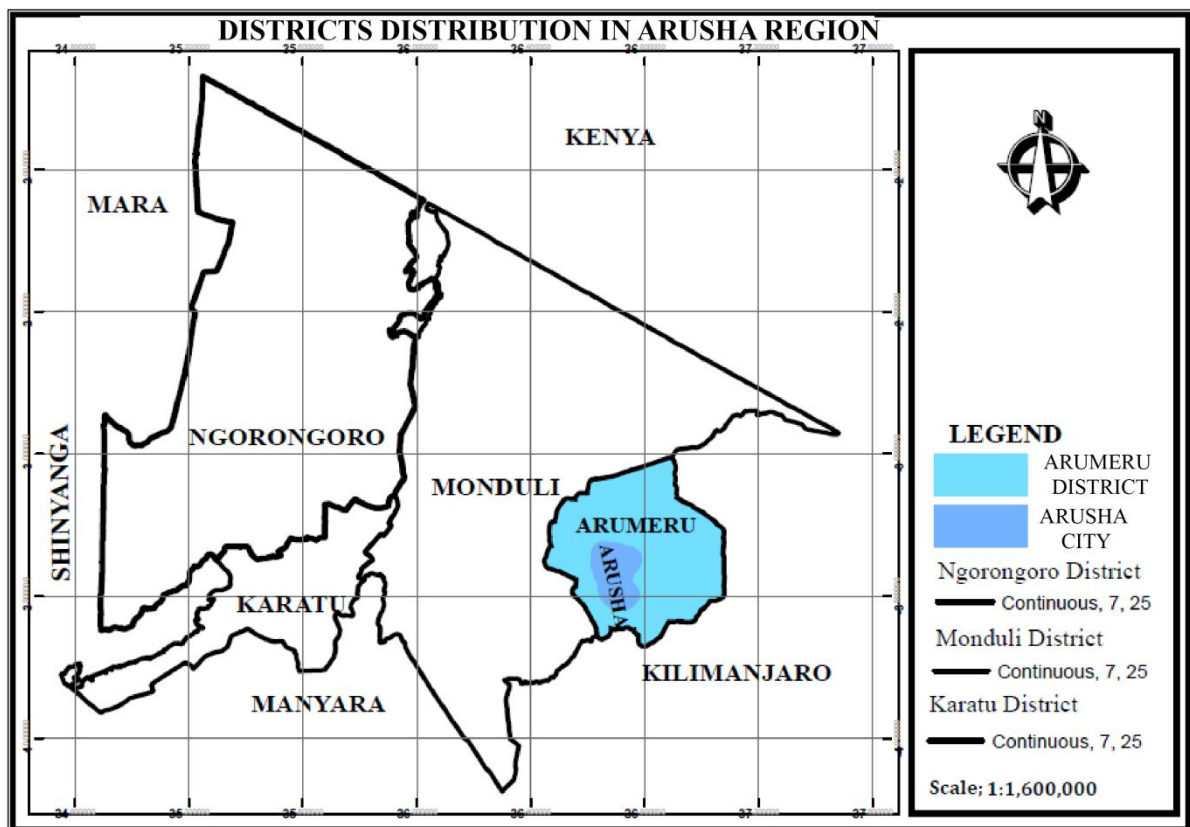 DISTRICTS DISTRIBUTION IN ARUSHA REGION
N
KENYA
MARA
SHINYANGA
NGORONGORO
MONDULI
ARUMERU
ARUSHA
KARATU
MANYARA
KILIMANJARO
LEGEND
ARUMERU
DISTRICT
ARUSHA
CITY
Ngorongoro District
Continuous, 7, 25
Monduli District
Continuous, 7, 25
Karatu District
Continuous, 7, 25
Scale; 1:1,600,000